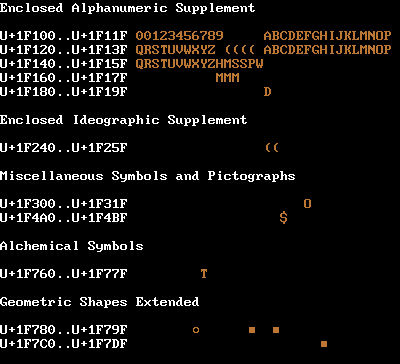 Enclosed Alphanumeric Supplement
U+1F100..U+1F11F 00123456789     ABCDEFGHIJKLMNOP
U+1F120..U+1F13F QRSTUVWXYZ (((( ABCDEFGHIJKLMNOP
U+1F140..U+1F15F QRSTUVWXYZHMSSPW
U+1F160..U+1F17F           MMM
U+1F180..U+1F19F                 D
Enclosed Ideographic Supplement
U+1F240..U+1F25F                 ((
Miscellaneous Symbols and Pictographs
U+1F300..U+1F31F                      O
U+1F4A0..U+1F4BF                   $
Alchemical Symbols
U+1F760..U+1F77F         T
Geometric Shapes Extended
U+1F780..U+1F79F        ○      ■  ■
U+1F7C0..U+1F7DF                        ■